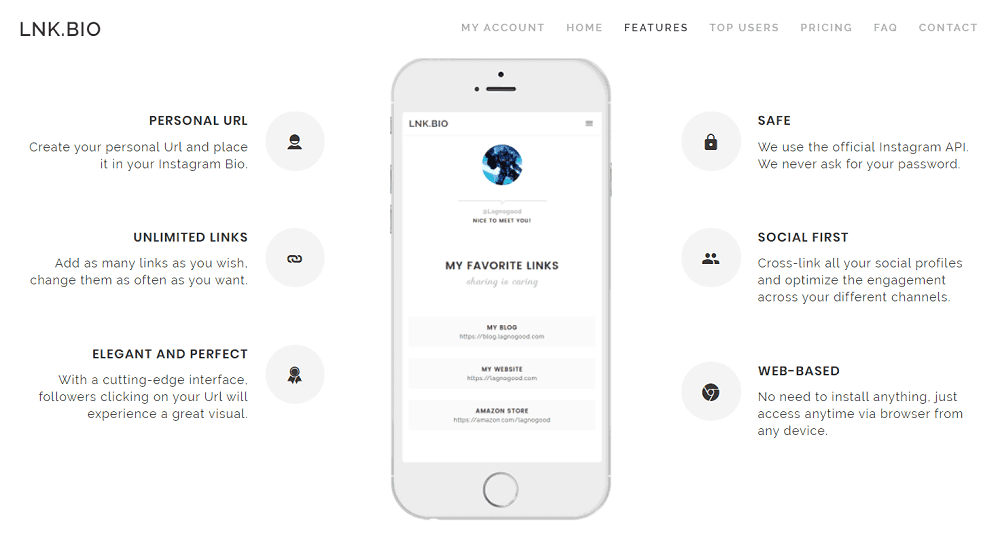 LNK.BIO
MY ACCOUNT HOME FEATURES TOP USERS PRICING FAQ CONTACT
PERSONAL URL
Create your personal Url and place
it in your Instagram Bio.
UNLIMITED LINKS
Add as many links as you wish,
change them as often as you want.
ELEGANT AND PERFECT
With a cutting-edge interface,
followers clicking on your Url will
experience a great visual.
LNK.BIO
@Lagnogood
NICE TO MEET YOU!
MY FAVORITE LINKS
sharing is caring
MY BLOG
https://blog.lagnogood.com
MY WEBSITE
https://lagnogood.com
AMAZON STORE
https://amazon.com/lagnogood
SAFE
We use the official Instagram API.
We never ask for your password.
SOCIAL FIRST
Cross-link all your social profiles
and optimize the engagement
across your different channels.
WEB-BASED
No need to install anything, just
access anytime via browser from
any device.